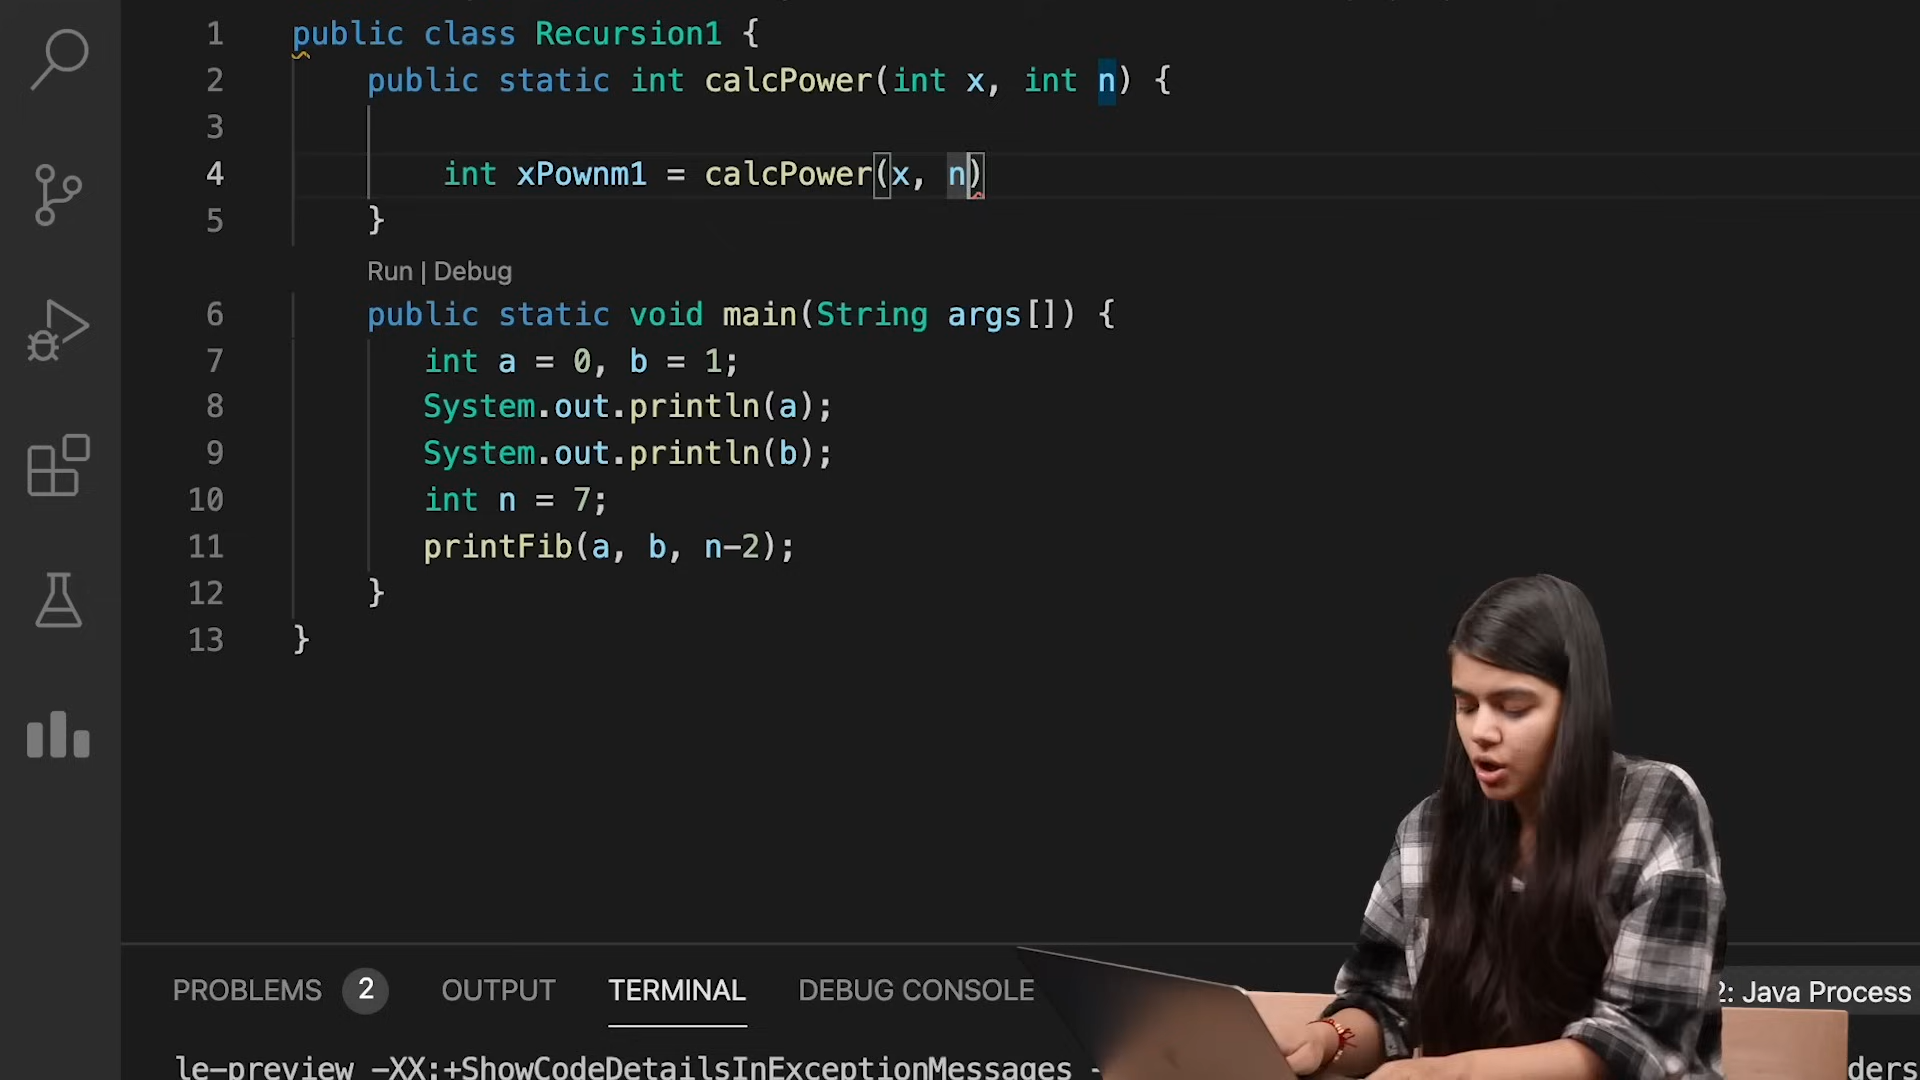 1 public class Recursion1 {
2 public static int calcPower(int x, int n) {
3
4 int xPownm1 = calcPower(x, n)
5 }
Run | Debug
6 public static void main(String args[]) {
7 int a = 0, b = 1;
8 System.out.println(a);
9 System.out.println(b);
10 int n = 7;
11 printFib(a, b, n-2);
12 }
13 }
PROBLEMS 2 OUTPUT TERMINAL DEBUG CONSOLE 2: Java Process
le-preview -XX:+ShowCodeDetailsInExceptionMessages - ders